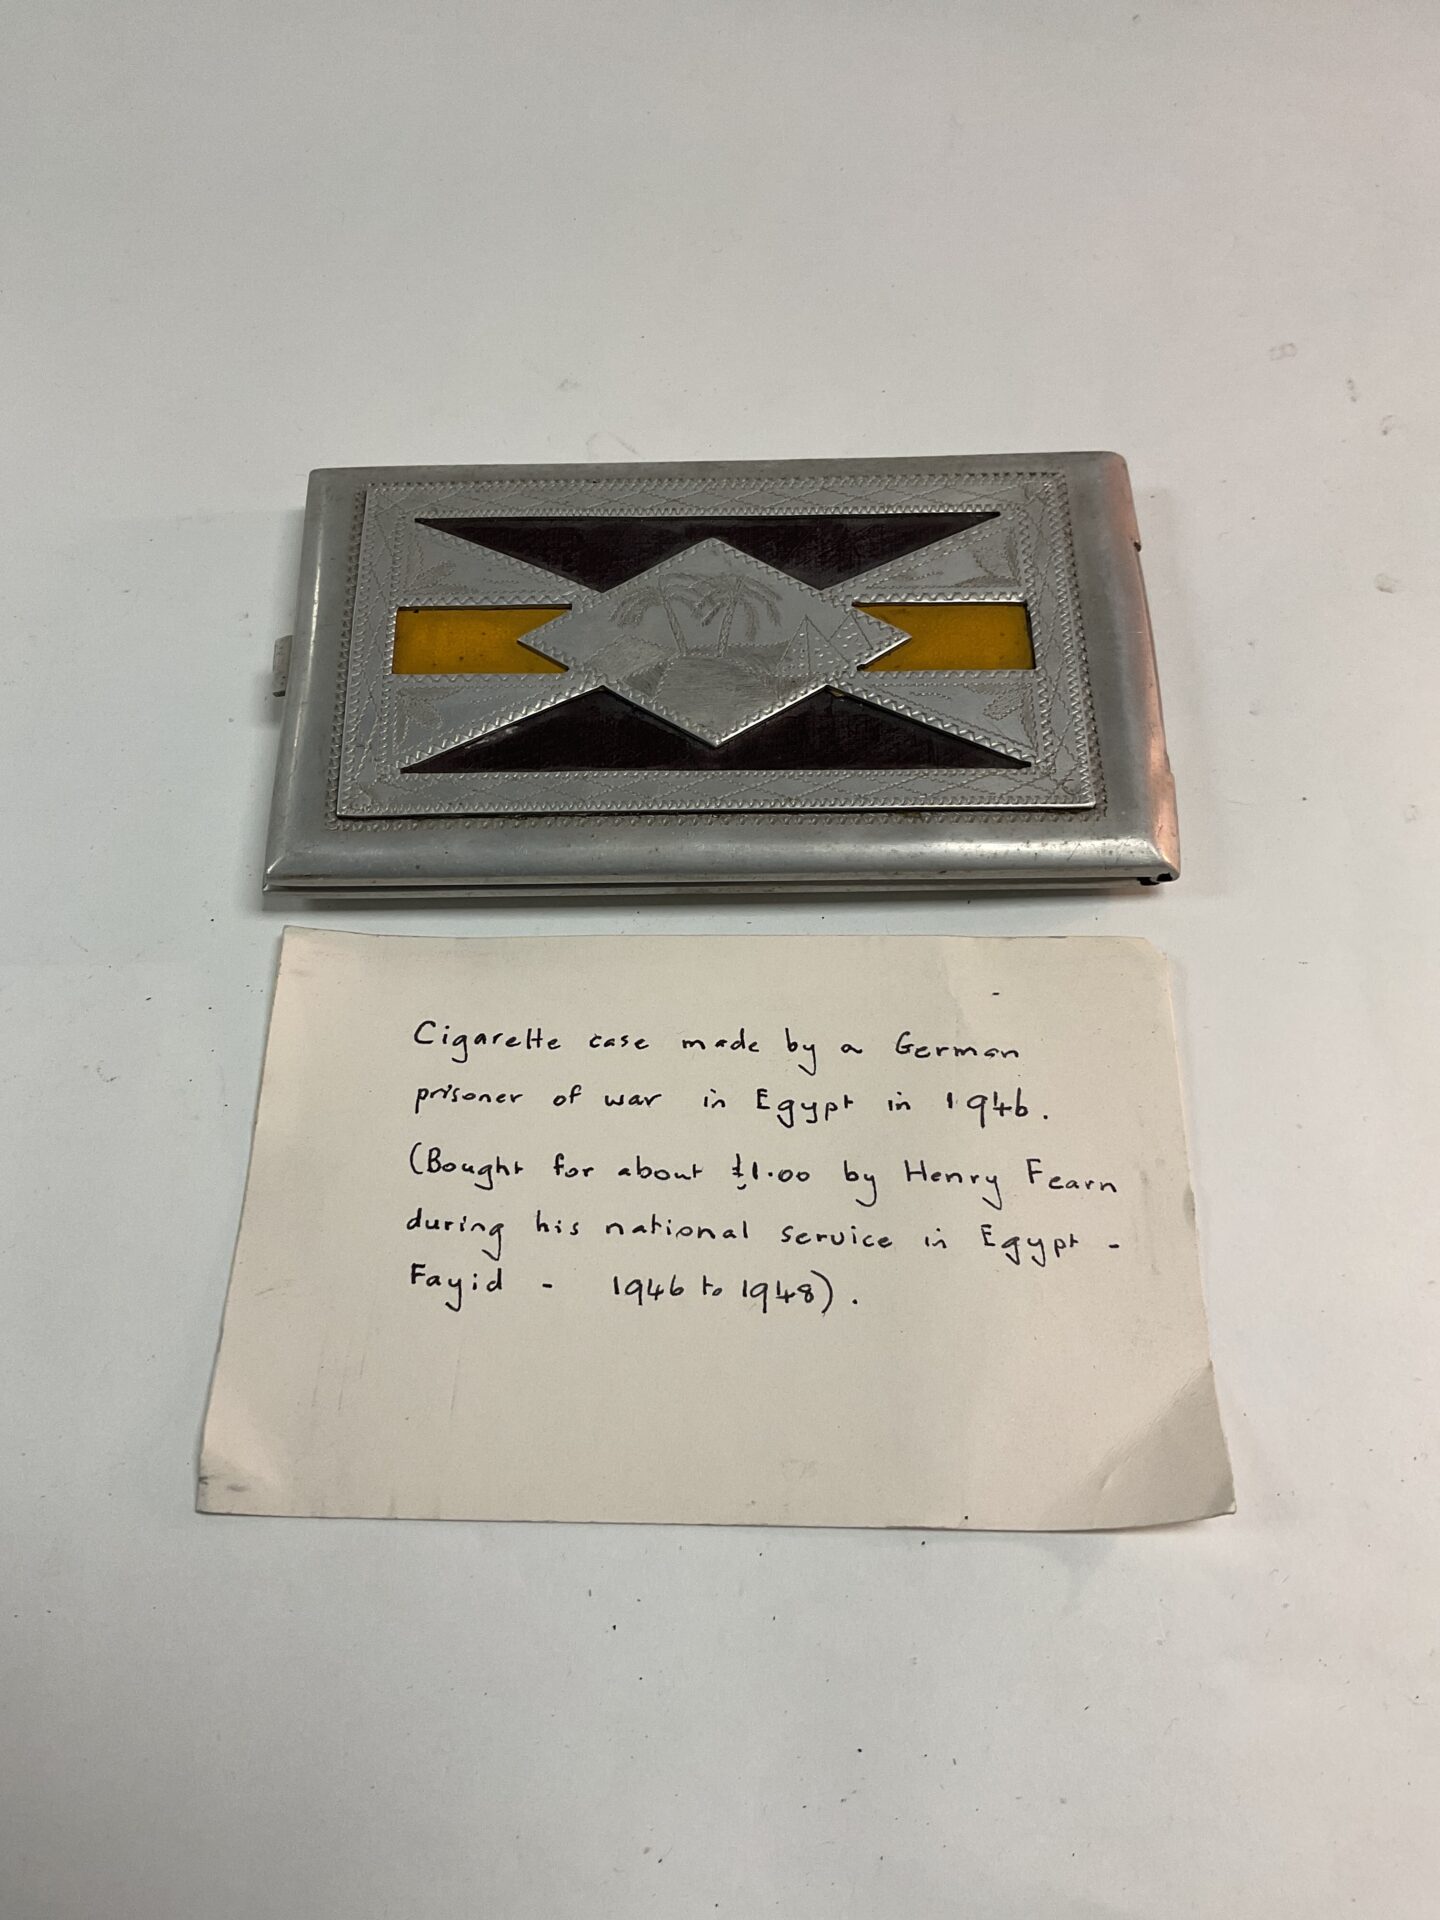 Cigarette case made by a German
prisoner of war in Egypt in 1946.
(Bought for about £1.00 by Henry Fearn
during his national service in Egypt -
Fayid - 1946 to 1948).